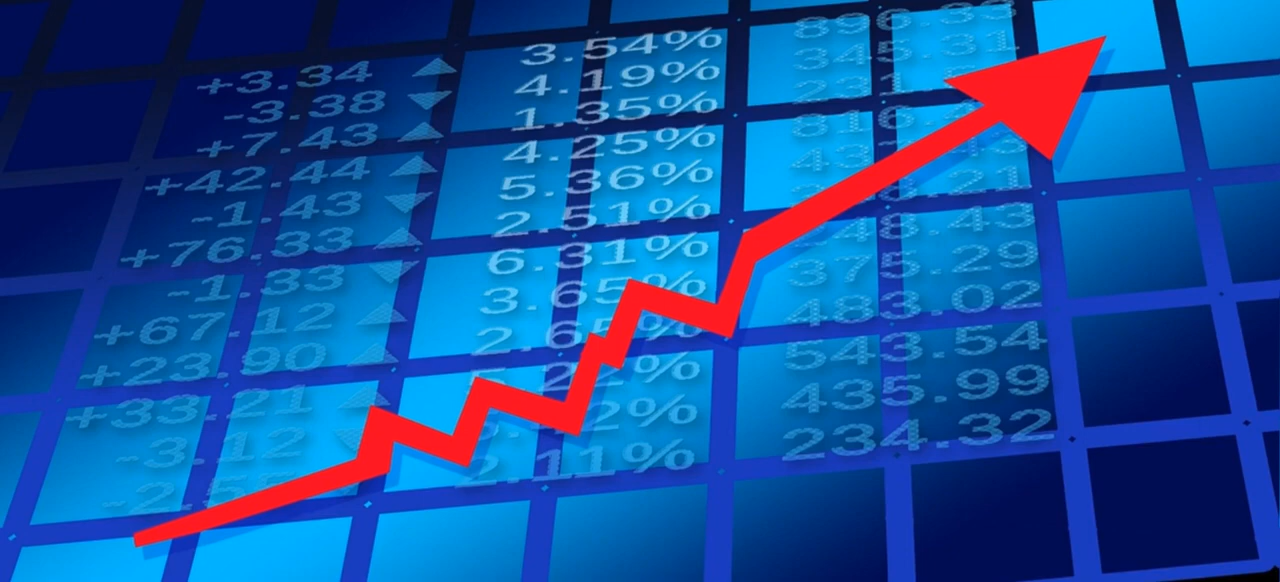 +3.34 ▲ 3.54% 896.33
-3.38 ▼ 4.19% 345.31
+7.43 ▲ 1.35%
+42.44 ▲ 4.25%
-1.43 ▼ 5.36%
+76.33 ▲ 2.51%
-1.33 ▼ 6.31%
+67.12 ▲ 3.65% 375.29
+23.90 ▲ 483.02
+33.21 ▲ 543.54
-3.12 ▼ 435.99
2.11% 234.32